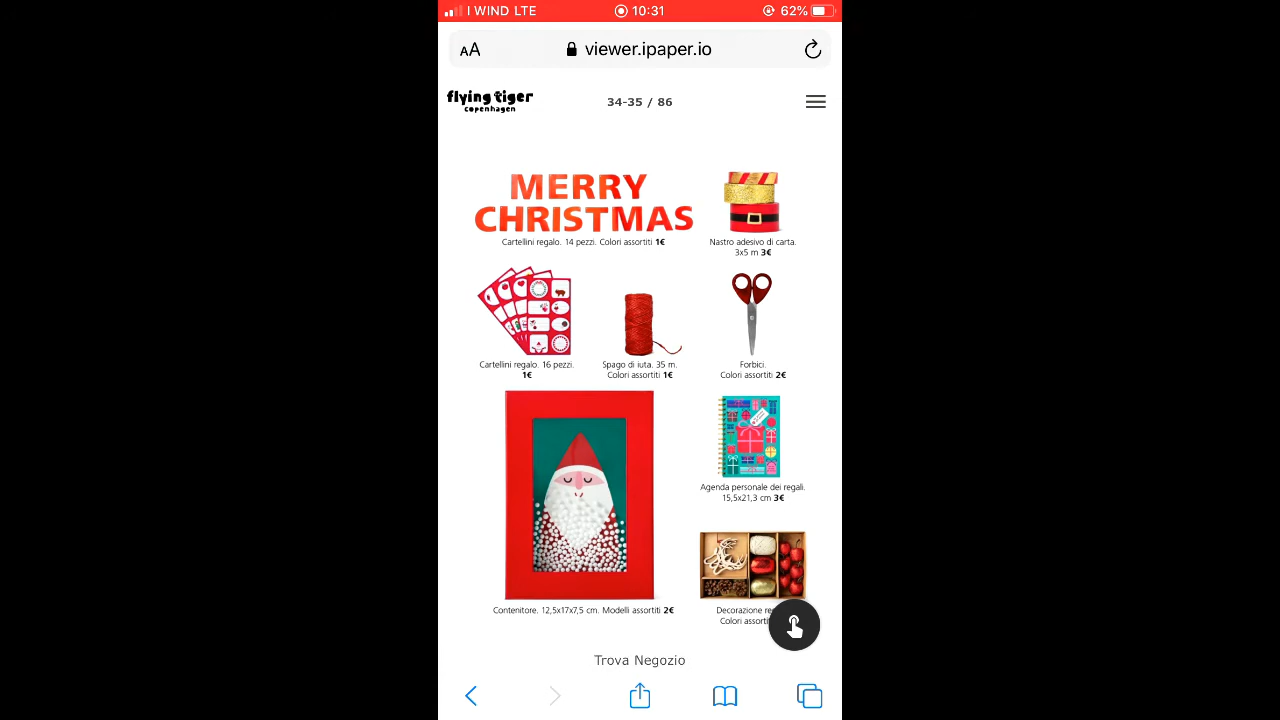 I WIND LTE
10:31
62%
AA
viewer.ipaper.io
flying tiger
copenhagen
34-35 / 86
MERRY
CHRISTMAS
Cartellini regalo. 14 pezzi. Colori assortiti 1€
Nastro adesivo di carta.
3x5 m 3€
Cartellini regalo. 16 pezzi.
1€
Spago di iuta. 35 m.
Colori assortiti 1€
Forbici.
Colori assortiti 2€
Agenda personale dei regali.
15,5x21,3 cm 3€
Contenitore. 12,5x17x7,5 cm. Modelli assortiti 2€
Decorazione
Colori
Trova Negozio